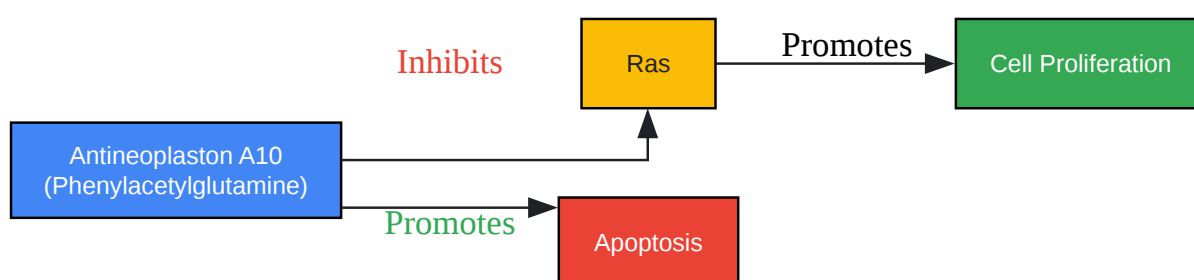 Inhibits
Ras
Promotes
Cell Proliferation
Antineoplaston A10
(Phenylacetylglutamine)
Promotes
Apoptosis